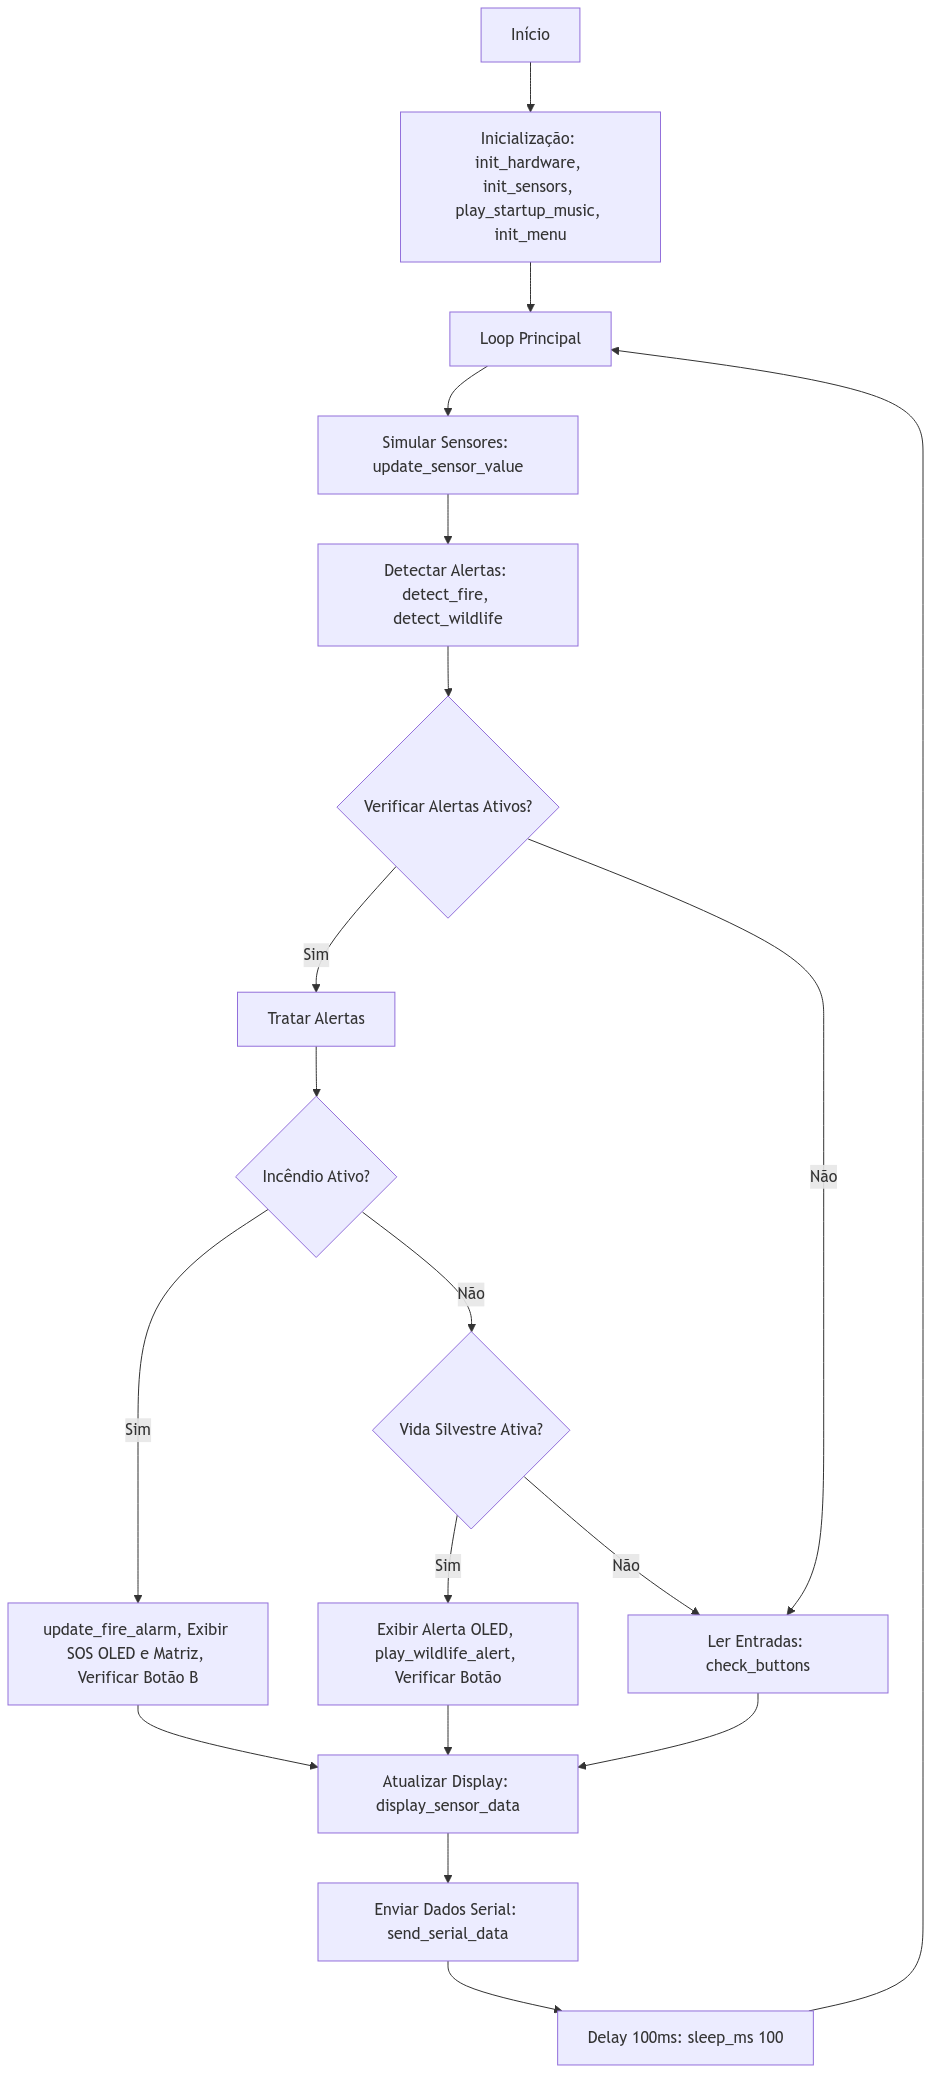 Início
Inicialização:
init_hardware,
init_sensors,
play_startup_music,
init_menu
Loop Principal
Simular Sensores:
update_sensor_value
Detectar Alertas:
detect_fire,
detect_wildlife
Verificar Alertas Ativos?
Sim
Tratar Alertas
Incêndio Ativo?
Não
Não
Vida Silvestre Ativa?
Sim
Sim
Não
update_fire_alarm, Exibir
SOS OLED e Matriz,
Verificar Botão B
Exibir Alerta OLED,
play_wildlife_alert,
Verificar Botão
Ler Entradas:
check_buttons
Atualizar Display:
display_sensor_data
Enviar Dados Serial:
send_serial_data
Delay 100ms: sleep_ms 100